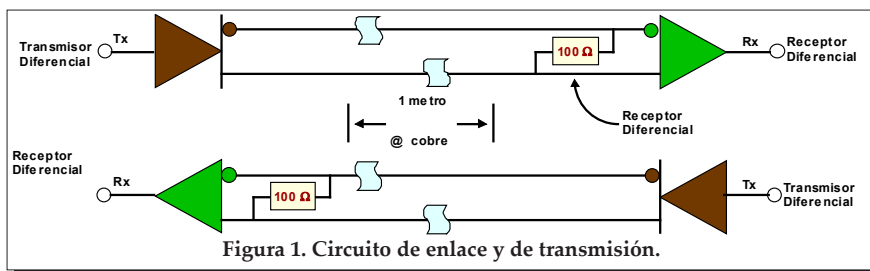 Transmisor
Diferencial
Tx
100 Ω
Rx
Receptor
Diferencial
1 metro
@ cobre
Receptor
Diferencial
Receptor
Diferencial
Rx
100 Ω
Tx
Transmisor
Diferencial
Figura 1. Circuito de enlace y de transmisión.